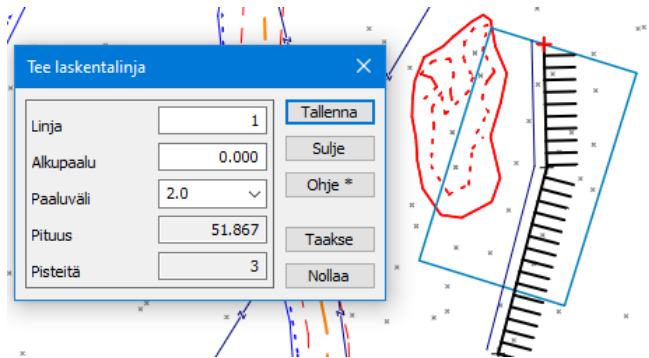 Tee laskentalinja
Linja 1 Tallenna
Alkupaalu 0.000 Sulje
Paaluväli 2.0 Ohje *
Pituus 51.867 Taakse
Pisteitä 3 Nollaa